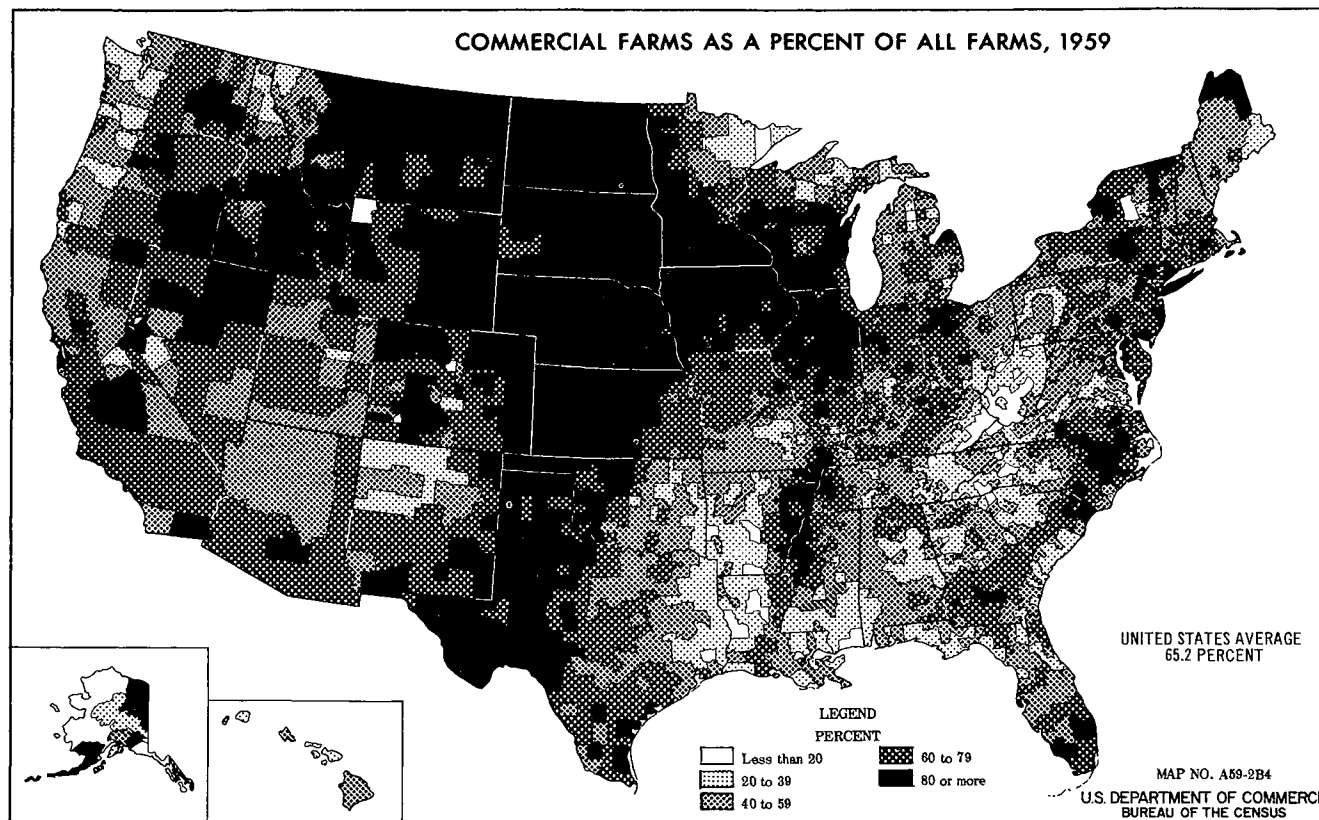 COMMERCIAL FARMS AS A PERCENT OF ALL FARMS, 1959
UNITED STATES AVERAGE
65.2 PERCENT
LEGEND
PERCENT
Less than 20
20 to 39
40 to 59
60 to 79
80 or more
MAP NO. A59-2B4
U.S. DEPARTMENT OF COMMERC
BUREAU OF THE CENSUS